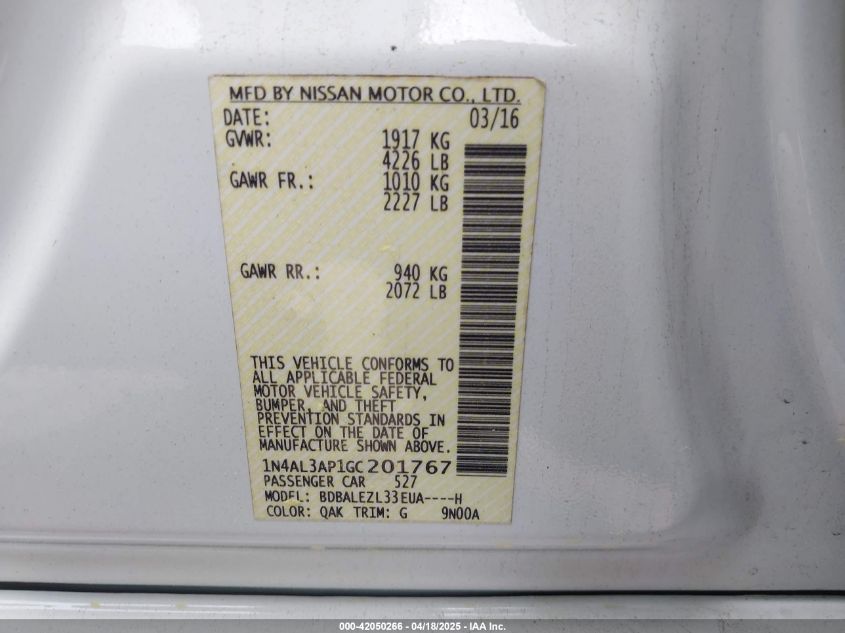 MFD BY NISSAN MOTOR CO., LTD.
DATE: 03/16
GVWR: 1917 KG
4226 LB
GAWR FR.: 1010 KG
2227 LB
GAWR RR.: 940 KG
2072 LB
THIS VEHICLE CONFORMS TO
ALL APPLICABLE FEDERAL
MOTOR VEHICLE SAFETY,
BUMPER, AND THEFT
PREVENTION STANDARDS IN
EFFECT ON THE DATE OF
MANUFACTURE SHOWN ABOVE.
1N4AL3AP1GC201767
PASSENGER CAR 527
MODEL: BDBALEZL33EUA----H
COLOR: QAK TRIM: G 9N00A
000-42050266 - 04/18/2025 - IAA Inc.